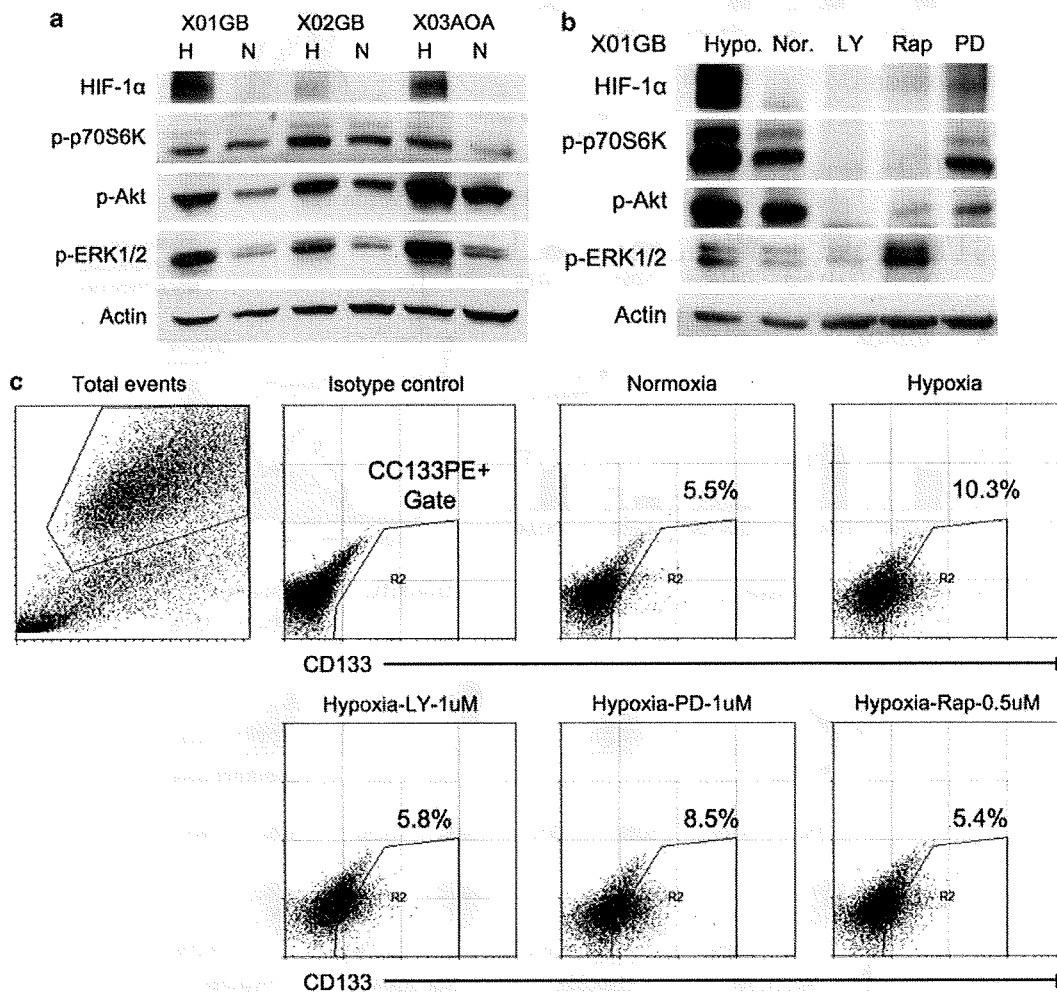 a
X01GB X02GB X03AOA
H N H N H N
HIF-1α
p-p70S6K
p-Akt
p-ERK1/2
Actin
b
X01GB Hypo. Nor. LY Rap PD
HIF-1α
p-p70S6K
p-Akt
p-ERK1/2
Actin
c
Total events Isotype control Normoxia Hypoxia
CC133PE+
Gate
5.5% 10.3%
R2 R2 R2
CD133
Hypoxia-LY-1uM Hypoxia-PD-1uM Hypoxia-Rap-0.5uM
5.8% 8.5% 5.4%
R2 R2 R2
CD133